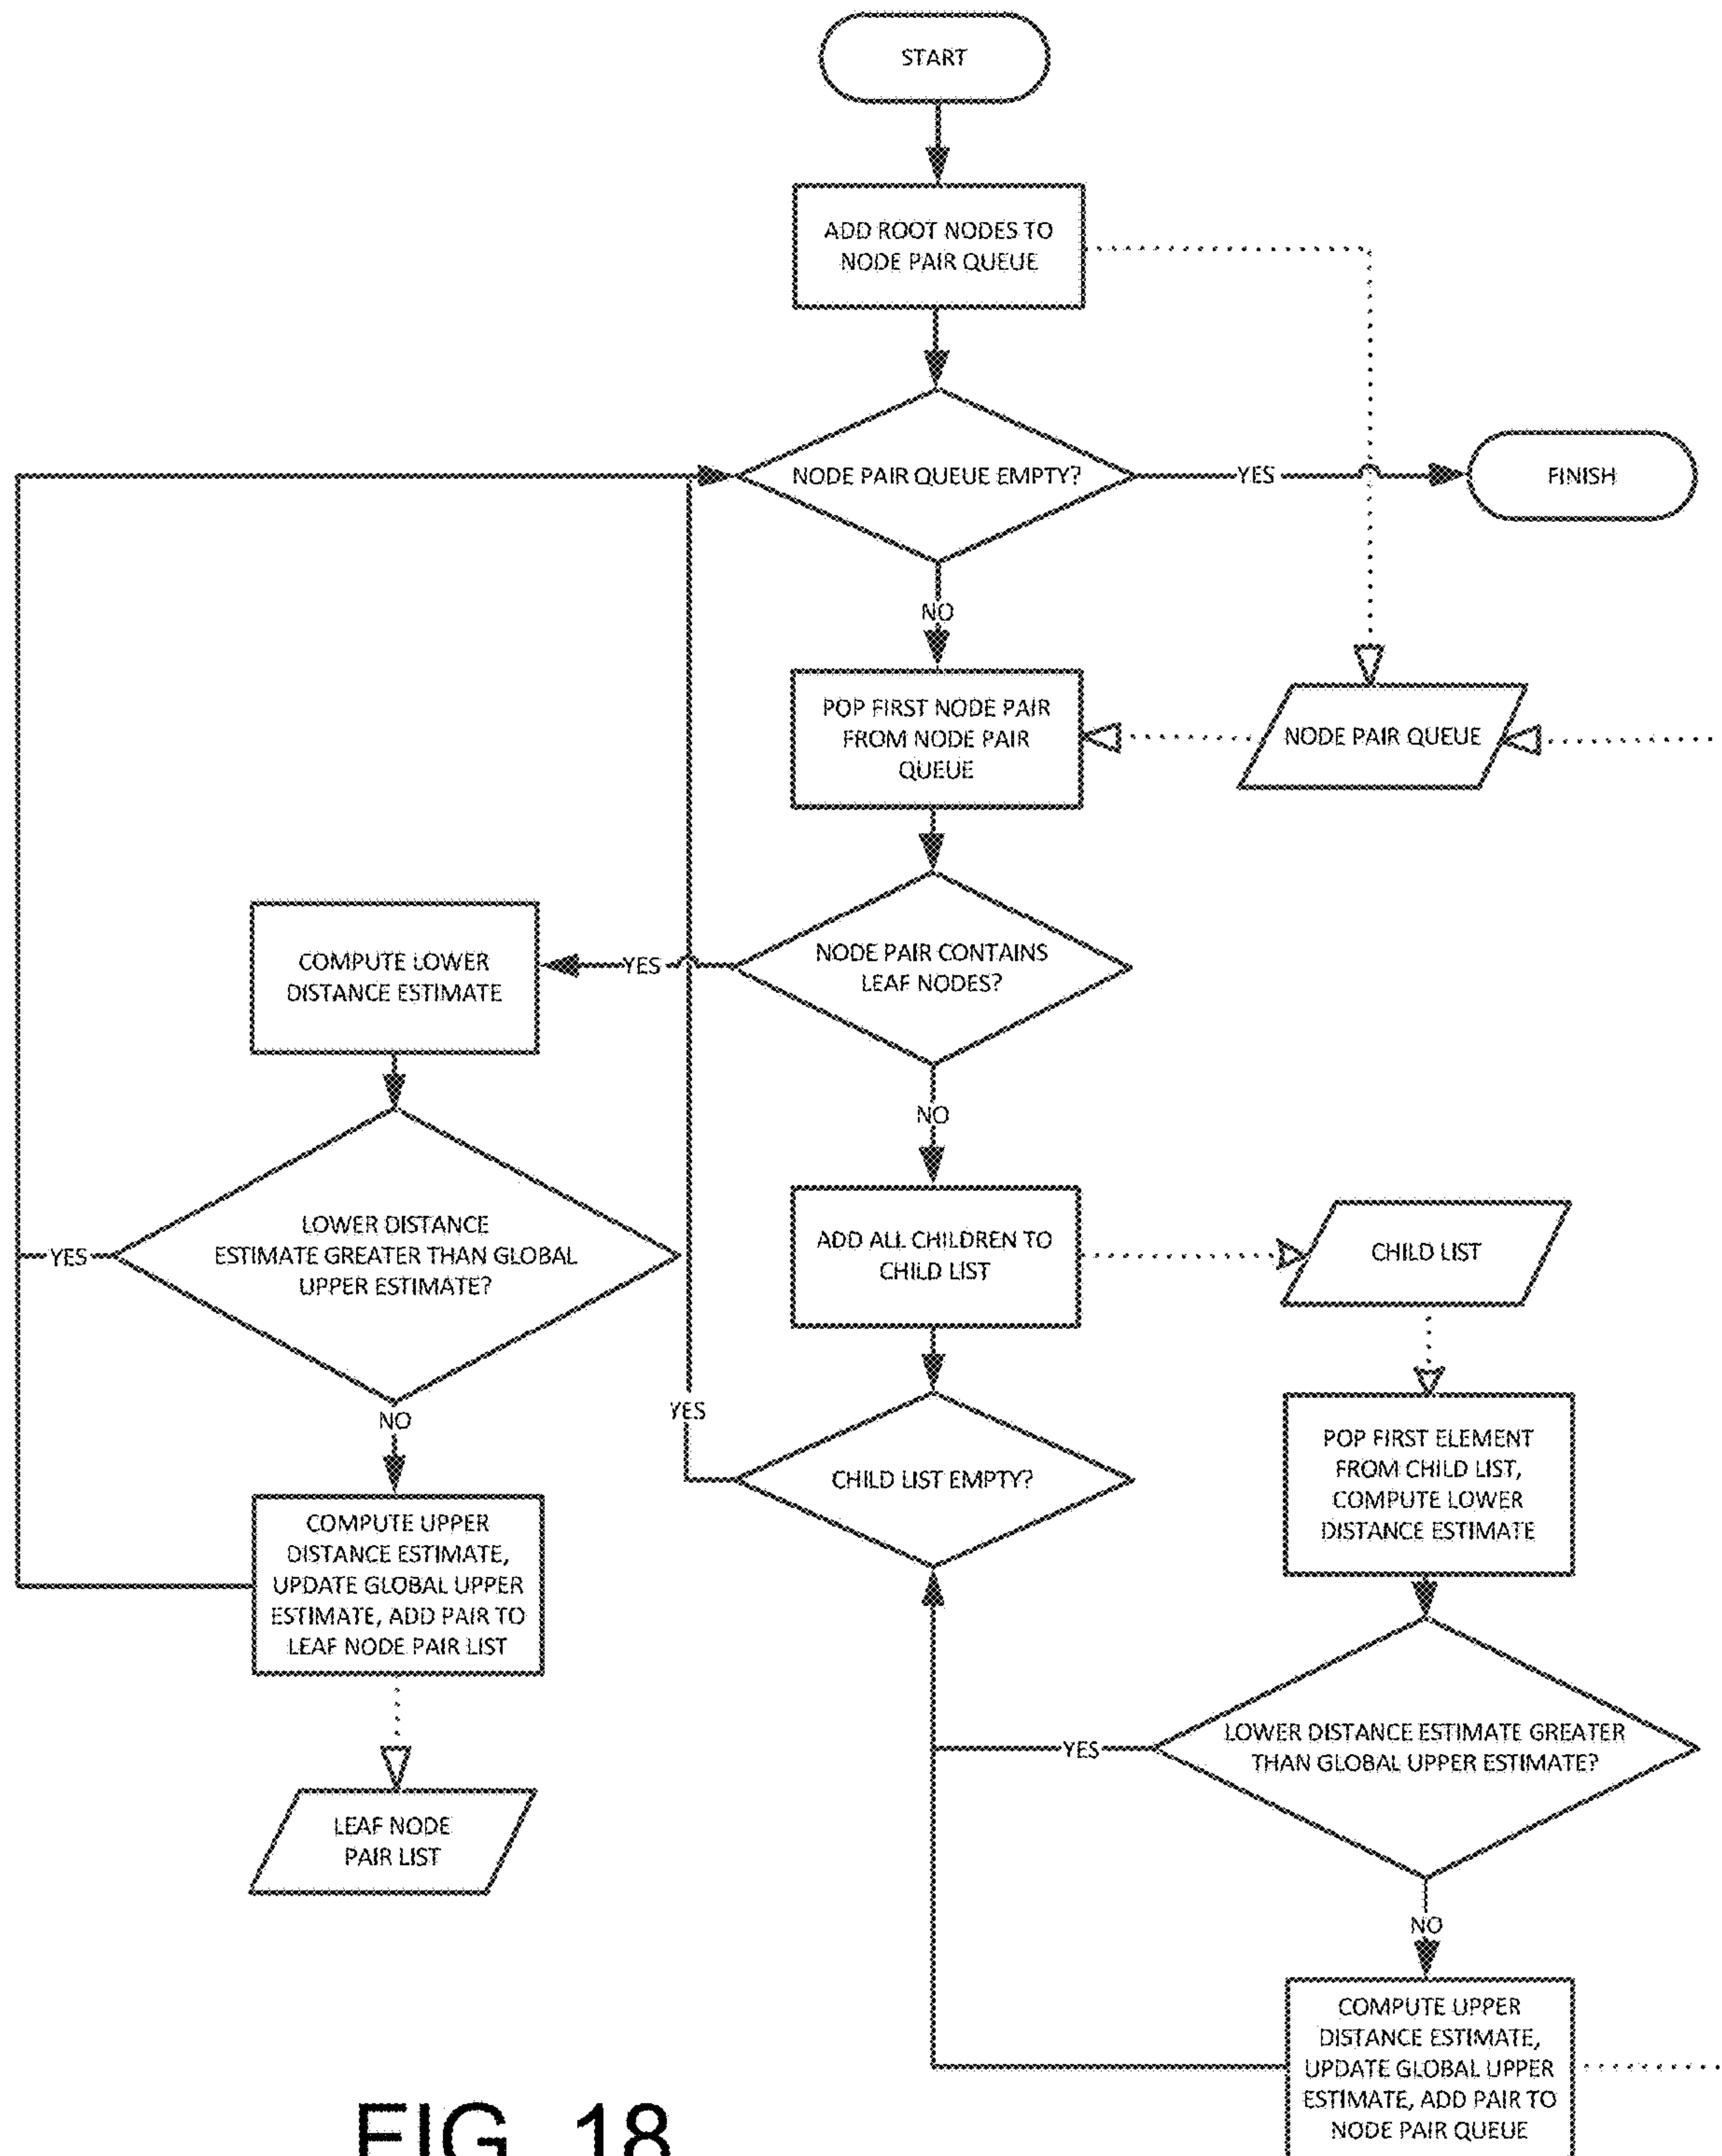 START
ADD ROOT NODES TO
NODE PAIR QUEUE
NODE PAIR QUEUE EMPTY?
YES
FINISH
NO
POP FIRST NODE PAIR
FROM NODE PAIR
QUEUE
NODE PAIR QUEUE
COMPUTE LOWER
DISTANCE ESTIMATE
YES
NODE PAIR CONTAINS
LEAF NODES?
NO
LOWER DISTANCE
ESTIMATE GREATER THAN GLOBAL
UPPER ESTIMATE?
YES
ADD ALL CHILDREN TO
CHILD LIST
CHILD LIST
NO
YES
CHILD LIST EMPTY?
POP FIRST ELEMENT
FROM CHILD LIST,
COMPUTE LOWER
DISTANCE ESTIMATE
COMPUTE UPPER
DISTANCE ESTIMATE,
UPDATE GLOBAL UPPER
ESTIMATE, ADD PAIR TO
LEAF NODE PAIR LIST
YES
LOWER DISTANCE ESTIMATE GREATER
THAN GLOBAL UPPER ESTIMATE?
LEAF NODE
PAIR LIST
NO
COMPUTE UPPER
DISTANCE ESTIMATE,
UPDATE GLOBAL UPPER
ESTIMATE, ADD PAIR TO
NODE PAIR QUEUE
FIG. 18